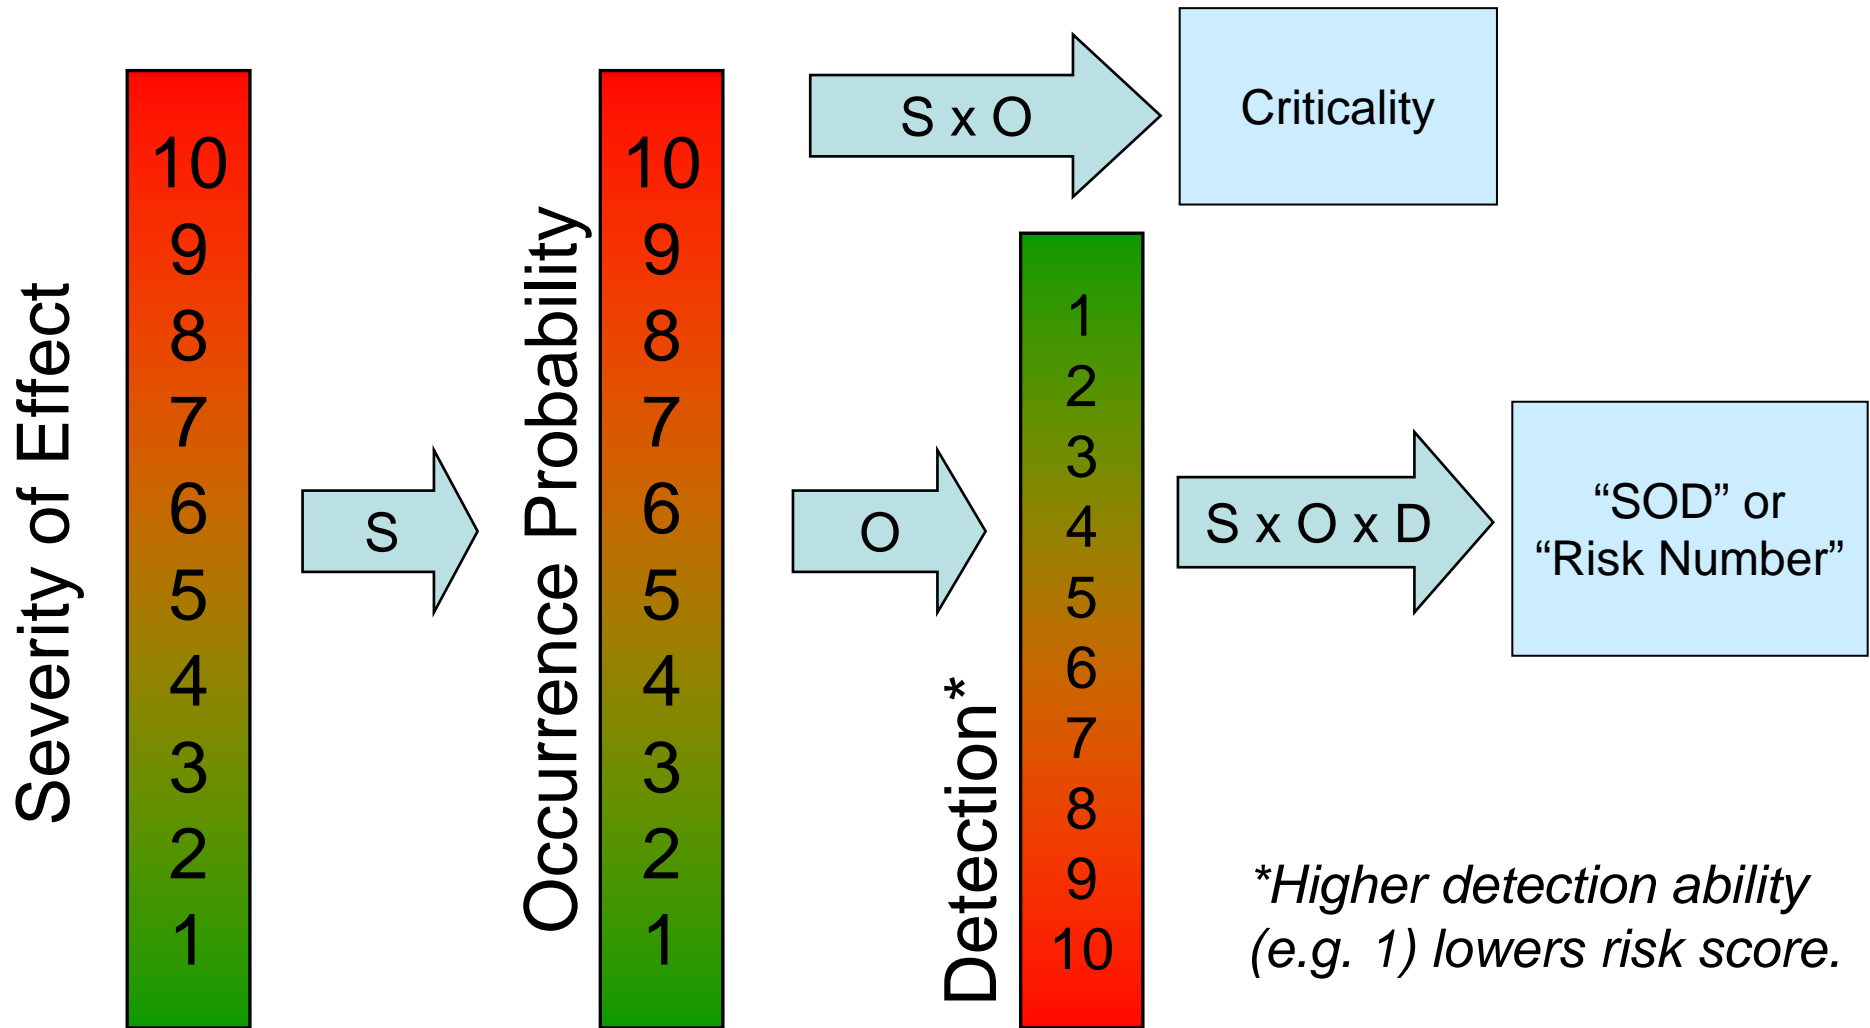 Severity of Effect
10
9
8
7
6
5
4
3
2
1
S
Occurrence Probability
10
9
8
7
6
5
4
3
2
1
O
S x O
Criticality
Detection*
1
2
3
4
5
6
7
8
9
10
S x O x D
“SOD” or
“Risk Number”
*Higher detection ability
(e.g. 1) lowers risk score.